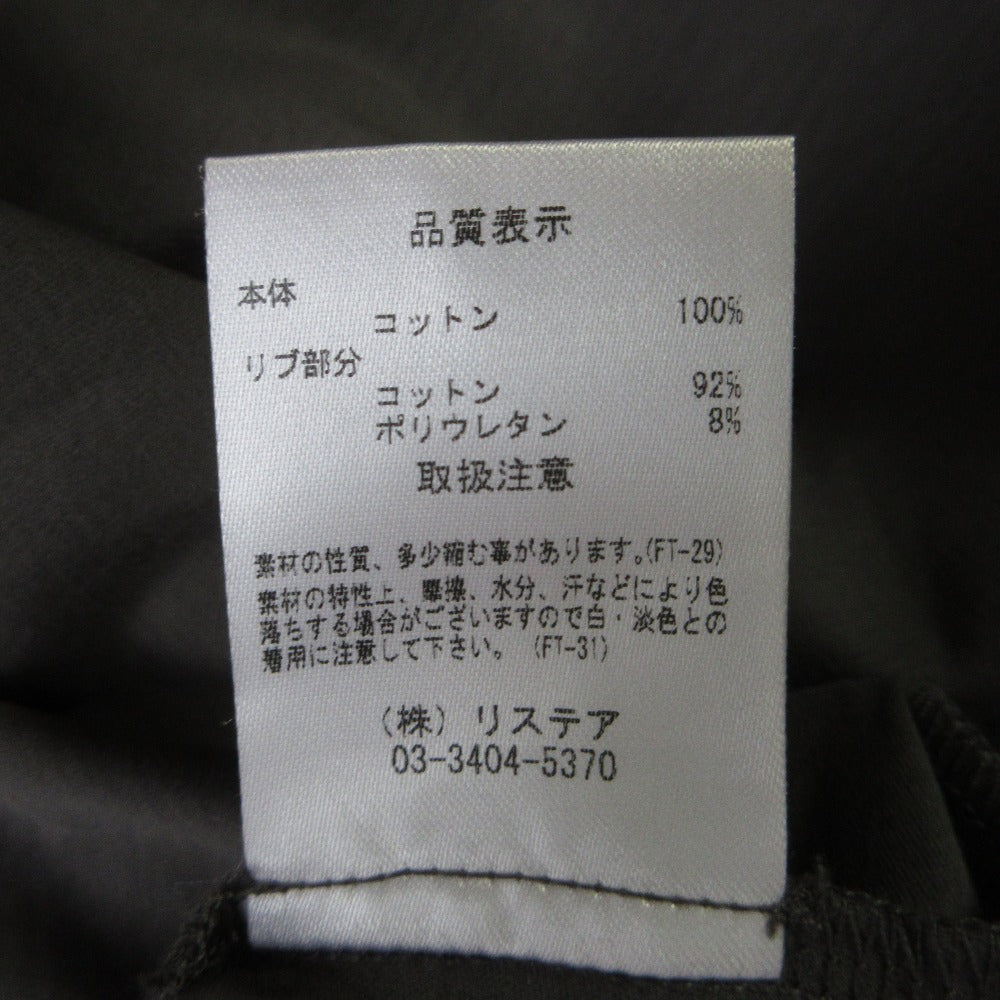 品質表示
本体
コットン 100%
リブ部分
コットン 92%
ポリウレタン 8%
取扱注意
素材の性質、多少縮む事があります。(FT-29)
素材の特性上、摩擦、水分、汗などにより色
落ちする場合がございますので白・淡色との
着用に注意して下さい。 (FT-31)
(株) リステア
03-3404-5370